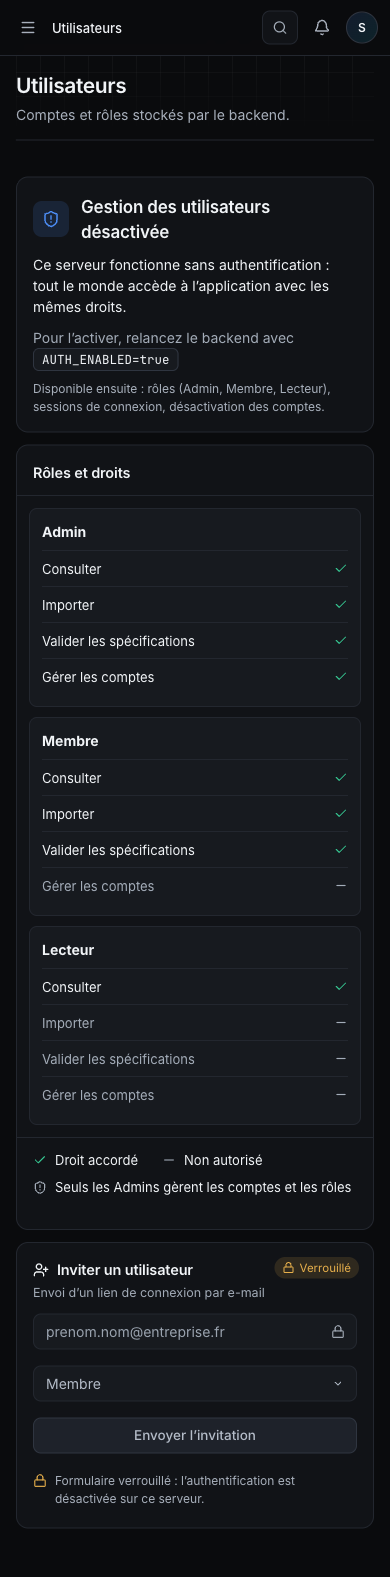 Utilisateurs
S
Utilisateurs
Comptes et rôles stockés par le backend.
Gestion des utilisateurs
désactivée
Ce serveur fonctionne sans authentification :
tout le monde accède à l’application avec les
mêmes droits.
Pour l’activer, relancez le backend avec
AUTH_ENABLED=true
Disponible ensuite : rôles (Admin, Membre, Lecteur),
sessions de connexion, désactivation des comptes.
Rôles et droits
Admin
Consulter
Importer
Valider les spécifications
Gérer les comptes
Membre
Consulter
Importer
Valider les spécifications
Gérer les comptes
Lecteur
Consulter
Importer
Valider les spécifications
Gérer les comptes
Droit accordé
Non autorisé
Seuls les Admins gèrent les comptes et les rôles
Inviter un utilisateur
Verrouillé
Envoi d’un lien de connexion par e-mail
prenom.nom@entreprise.fr
Membre
Envoyer l’invitation
Formulaire verrouillé : l’authentification est
désactivée sur ce serveur.